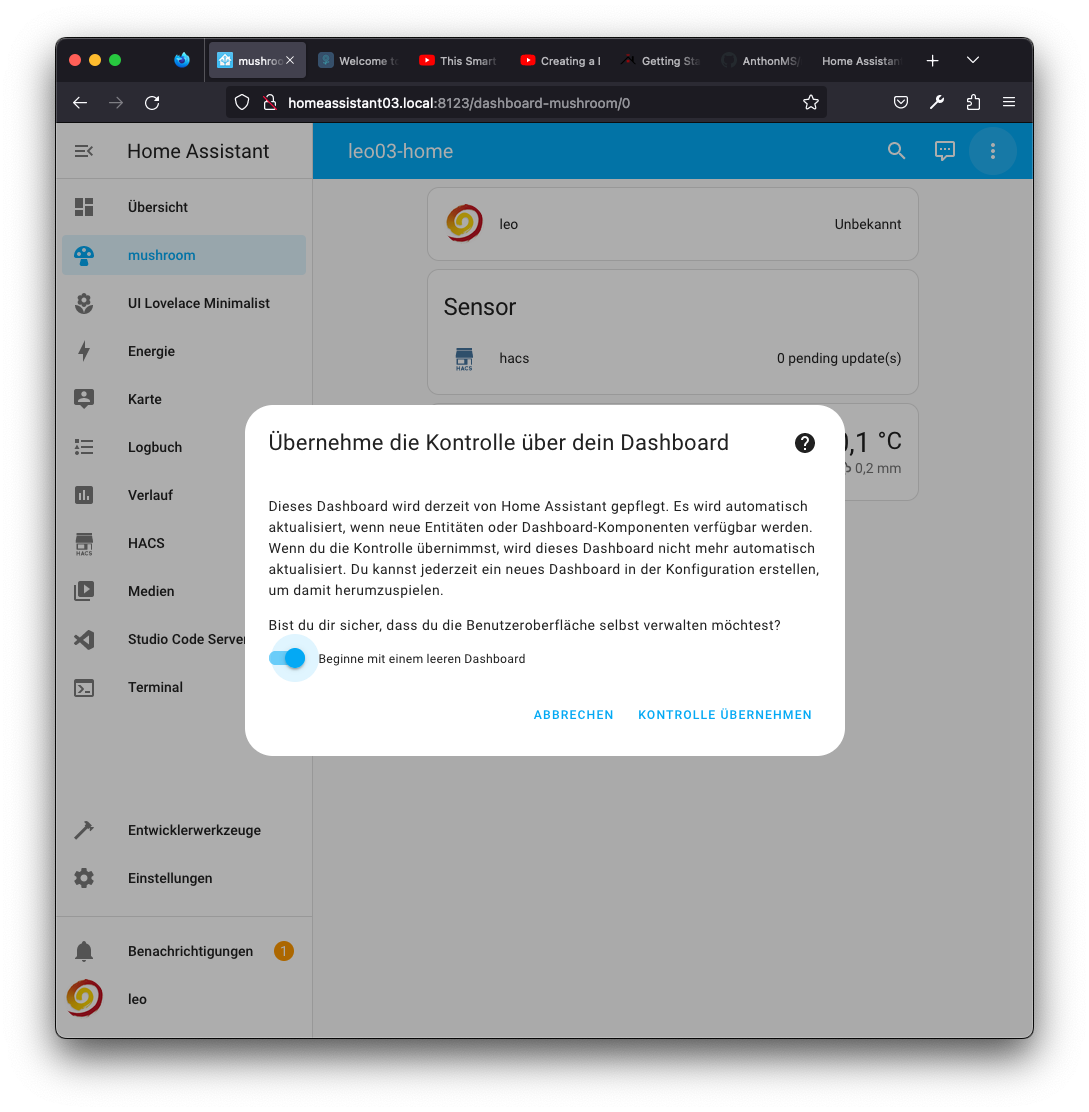 mushroo
Welcome to
This Smart
Creating a
Getting Sta
AnthonMS/
Home Assistan
homeassistant03.local:8123/dashboard-mushroom/0
Home Assistant
leo03-home
Übersicht
mushroom
UI Lovelace Minimalist
Energie
Karte
Logbuch
Verlauf
HACS
HACS
Medien
Studio Code Server
Terminal
Entwicklerwerkzeuge
Einstellungen
Benachrichtigungen 1
leo
leo Unbekannt
Sensor
HACS
hacs 0 pending update(s)
,1 °C
0,2 mm
Übernehme die Kontrolle über dein Dashboard
Dieses Dashboard wird derzeit von Home Assistant gepflegt. Es wird automatisch
aktualisiert, wenn neue Entitäten oder Dashboard-Komponenten verfügbar werden.
Wenn du die Kontrolle übernimmst, wird dieses Dashboard nicht mehr automatisch
aktualisiert. Du kannst jederzeit ein neues Dashboard in der Konfiguration erstellen,
um damit herumzuspielen.
Bist du dir sicher, dass du die Benutzeroberfläche selbst verwalten möchtest?
Beginne mit einem leeren Dashboard
ABBRECHEN KONTROLLE ÜBERNEHMEN